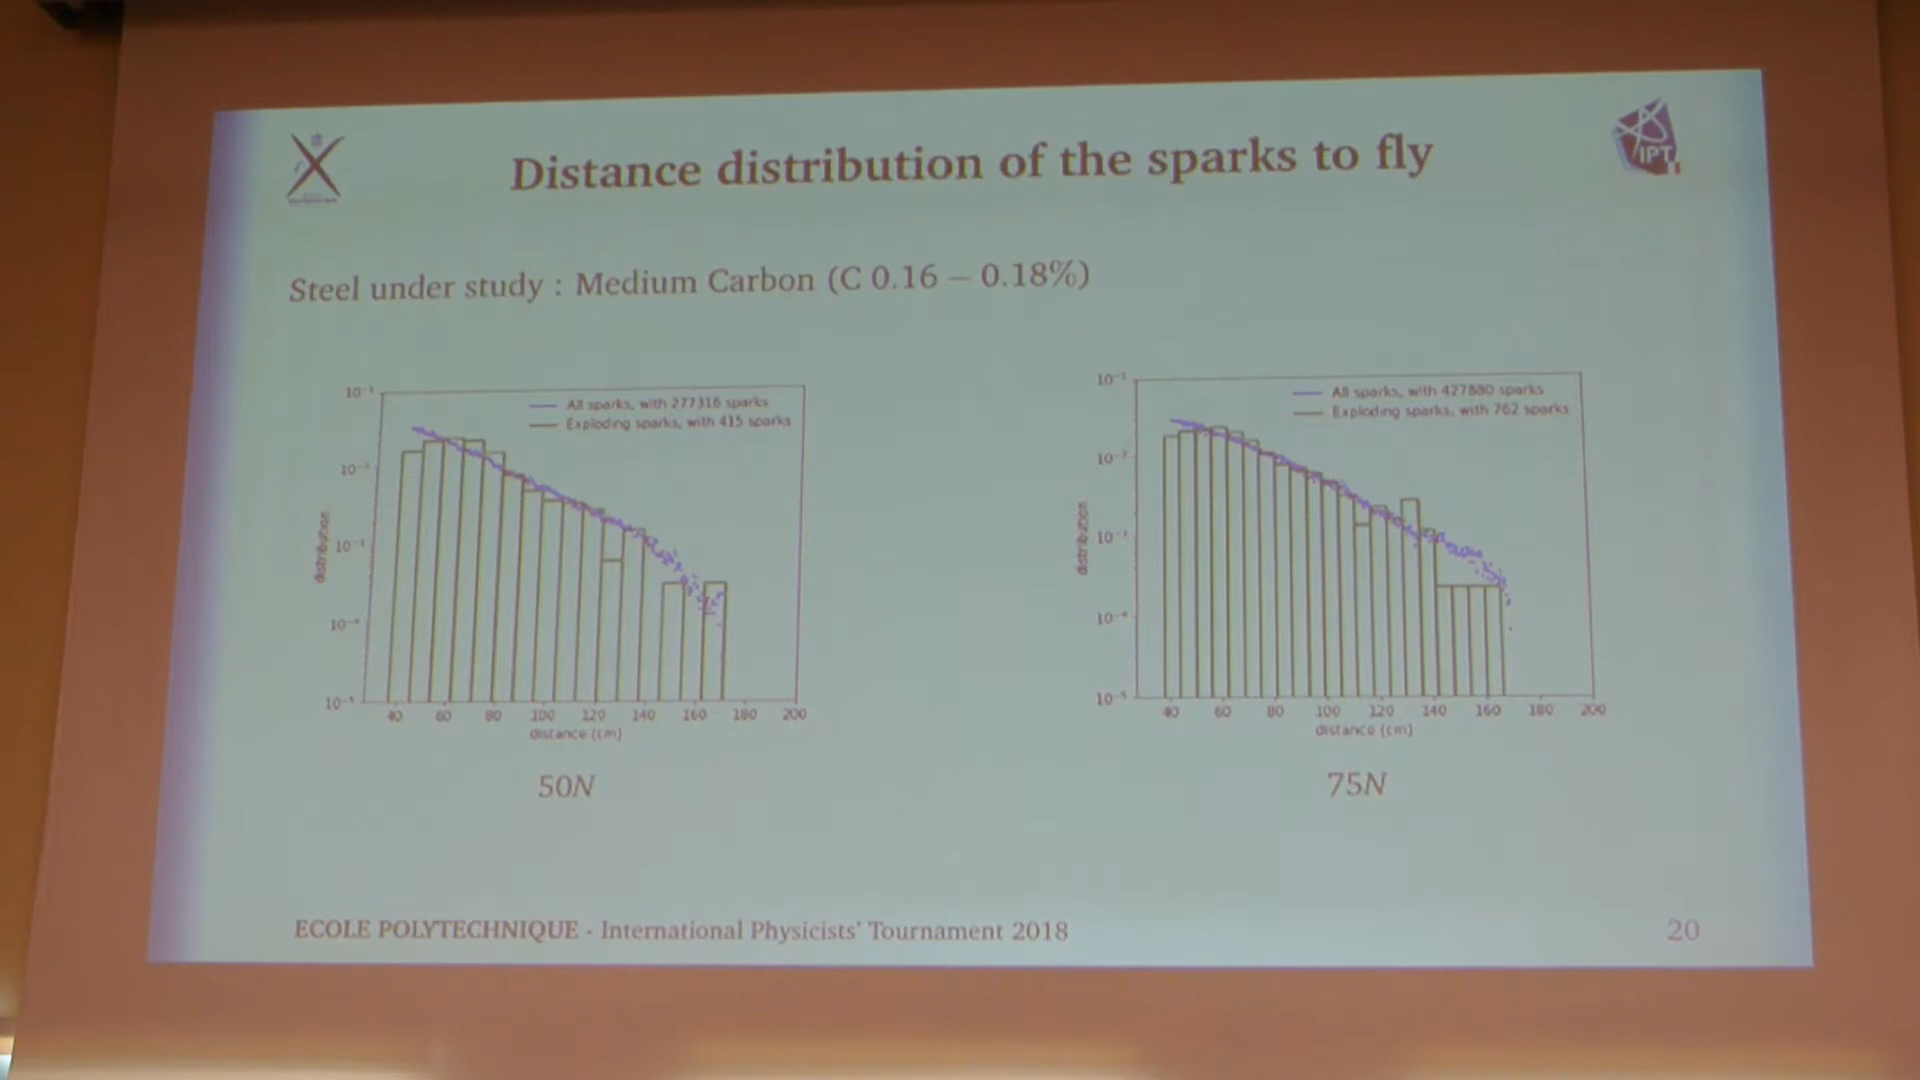 Distance distribution of the sparks to fly
IPT
Steel under study : Medium Carbon (C 0.16 – 0.18%)
All sparks, with 277316 sparks
Exploding sparks, with 415 sparks
distribution
40 60 80 100 120 140 160 180 200
distance (cm)
50N
All sparks, with 427880 sparks
Exploding sparks, with 762 sparks
distribution
40 60 80 100 120 140 160 180 200
distance (cm)
75N
ECOLE POLYTECHNIQUE - International Physicists' Tournament 2018
20